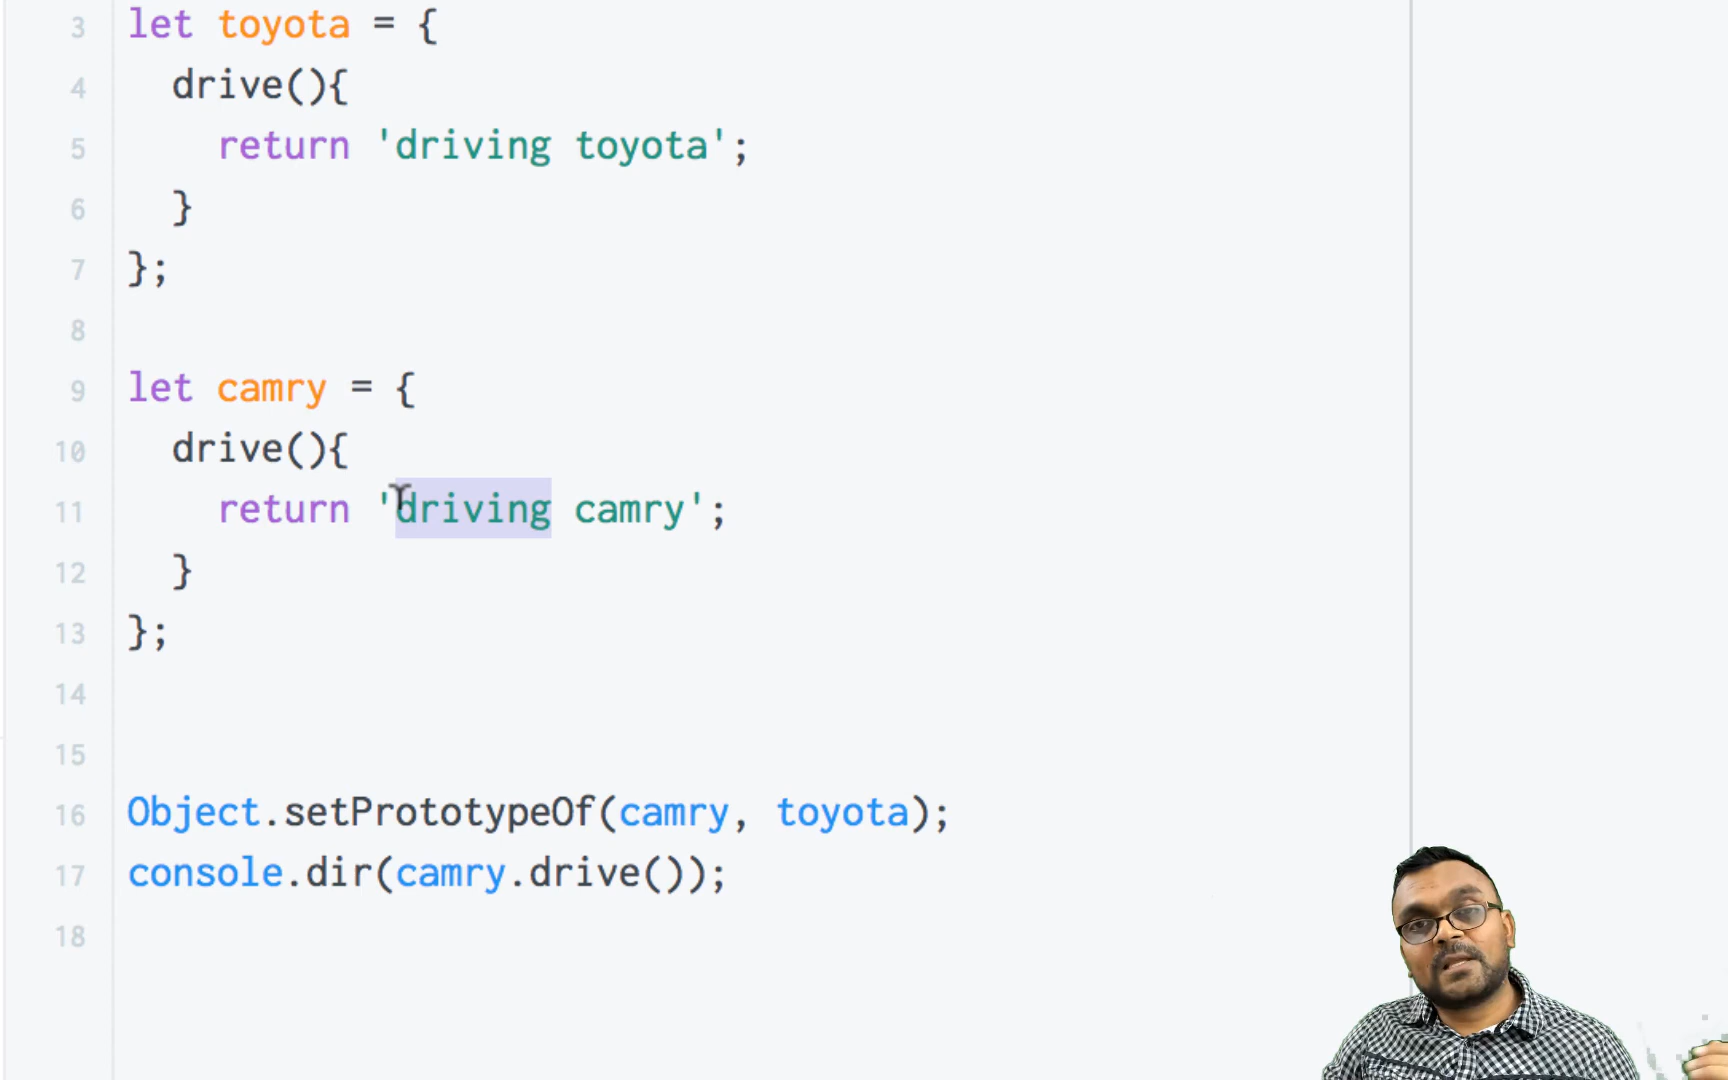 3 let toyota = {
4 drive(){
5 return 'driving toyota';
6 }
7 };
8
9 let camry = {
10 drive(){
11 return 'driving camry';
12 }
13 };
14
15
16 Object.setPrototypeOf(camry, toyota);
17 console.dir(camry.drive());
18